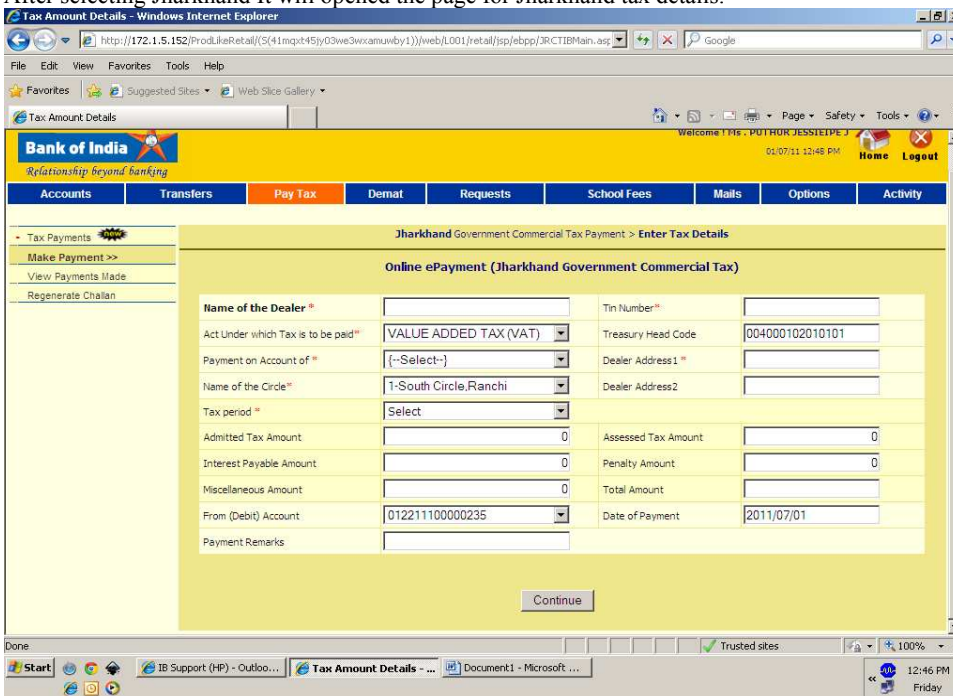 After selecting Jharkhand It will opened the page for Jharkhand tax details.
Tax Amount Details - Windows Internet Explorer
http://172.1.5.152/ProdLikeRetail/(S(41mqxt45jy03we3wxamuwby1))/web/L001/retail/jsp/ebpp/JRCTIBMain.asp
Google
File Edit View Favorites Tools Help
Favorites Suggested Sites Web Slice Gallery
Tax Amount Details Page Safety Tools
Welcome ! Ms . PUTHUR JESSIEIPE J
Bank of India
Relationship beyond banking
01/07/11 12:46 PM Home Logout
Accounts Transfers Pay Tax Demat Requests School Fees Mails Options Activity
Tax Payments new
Make Payment >>
View Payments Made
Regenerate Challan
Jharkhand Government Commercial Tax Payment > Enter Tax Details
Online ePayment (Jharkhand Government Commercial Tax)
Name of the Dealer * Tin Number*
Act Under which Tax is to be paid* VALUE ADDED TAX (VAT) Treasury Head Code 004000102010101
Payment on Account of * {--Select--} Dealer Address1 *
Name of the Circle* 1-South Circle,Ranchi Dealer Address2
Tax period * Select
Admitted Tax Amount 0 Assessed Tax Amount 0
Interest Payable Amount 0 Penalty Amount 0
Miscellaneous Amount 0 Total Amount
From (Debit) Account 012211100000235 Date of Payment 2011/07/01
Payment Remarks
Continue
Done Trusted sites 100%
Start IB Support (HP) - Outloo... Tax Amount Details - ... Document1 - Microsoft ... 12:46 PM
Friday